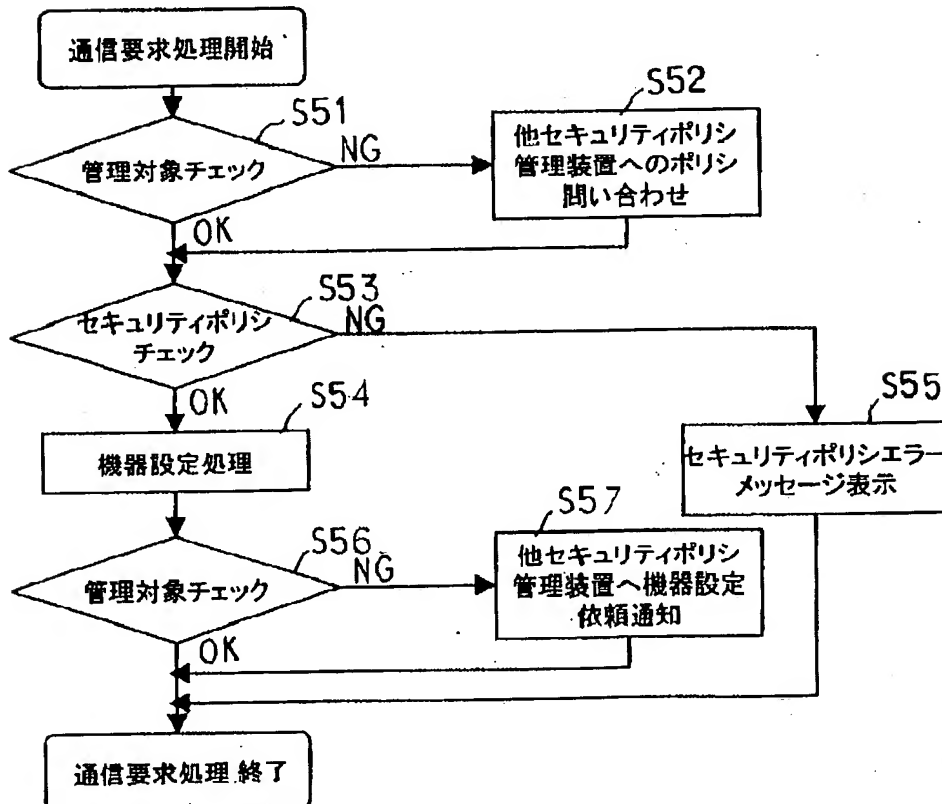 通信要求処理開始
S51
管理対象チェック
NG
OK
S52
他セキュリティポリシ
管理装置へのポリシ
問い合わせ
S53
セキュリティポリシ
チェック
NG
OK
S54
機器設定処理
S55
セキュリティポリシエラー
メッセージ表示
S56
管理対象チェック
NG
OK
S57
他セキュリティポリシ
管理装置へ機器設定
依頼通知
通信要求処理終了